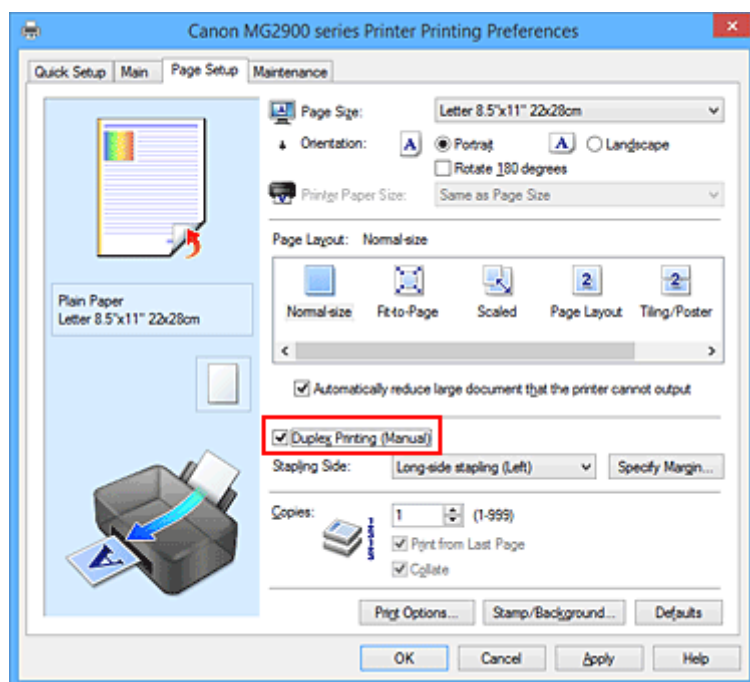 Canon MG2900 series Printer Printing Preferences
Quick Setup Main Page Setup Maintenance
Page Size: Letter 8.5"x11" 22x28cm
Orientation: A Portrait A Landscape
Rotate 180 degrees
Printer Paper Size: Same as Page Size
Page Layout: Normal-size
Normal-size Fit-to-Page Scaled Page Layout Tiling/Poster
Plain Paper
Letter 8.5"x11" 22x28cm
Automatically reduce large document that the printer cannot output
Duplex Printing (Manual)
Stapling Side: Long-side stapling (Left) Specify Margin...
Copies: 1 (1-999)
Print from Last Page
Collate
Print Options... Stamp/Background... Defaults
OK Cancel Apply Help